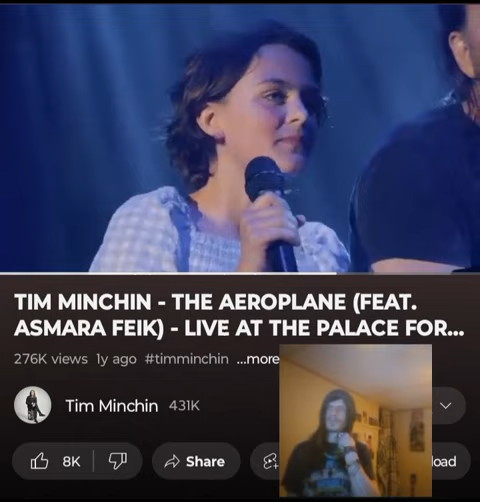 TIM MINCHIN - THE AEROPLANE (FEAT.
ASMARA FEIK) - LIVE AT THE PALACE FOR...
276K views 1y ago #timminchin ...more
Tim Minchin 431K
8K Share load